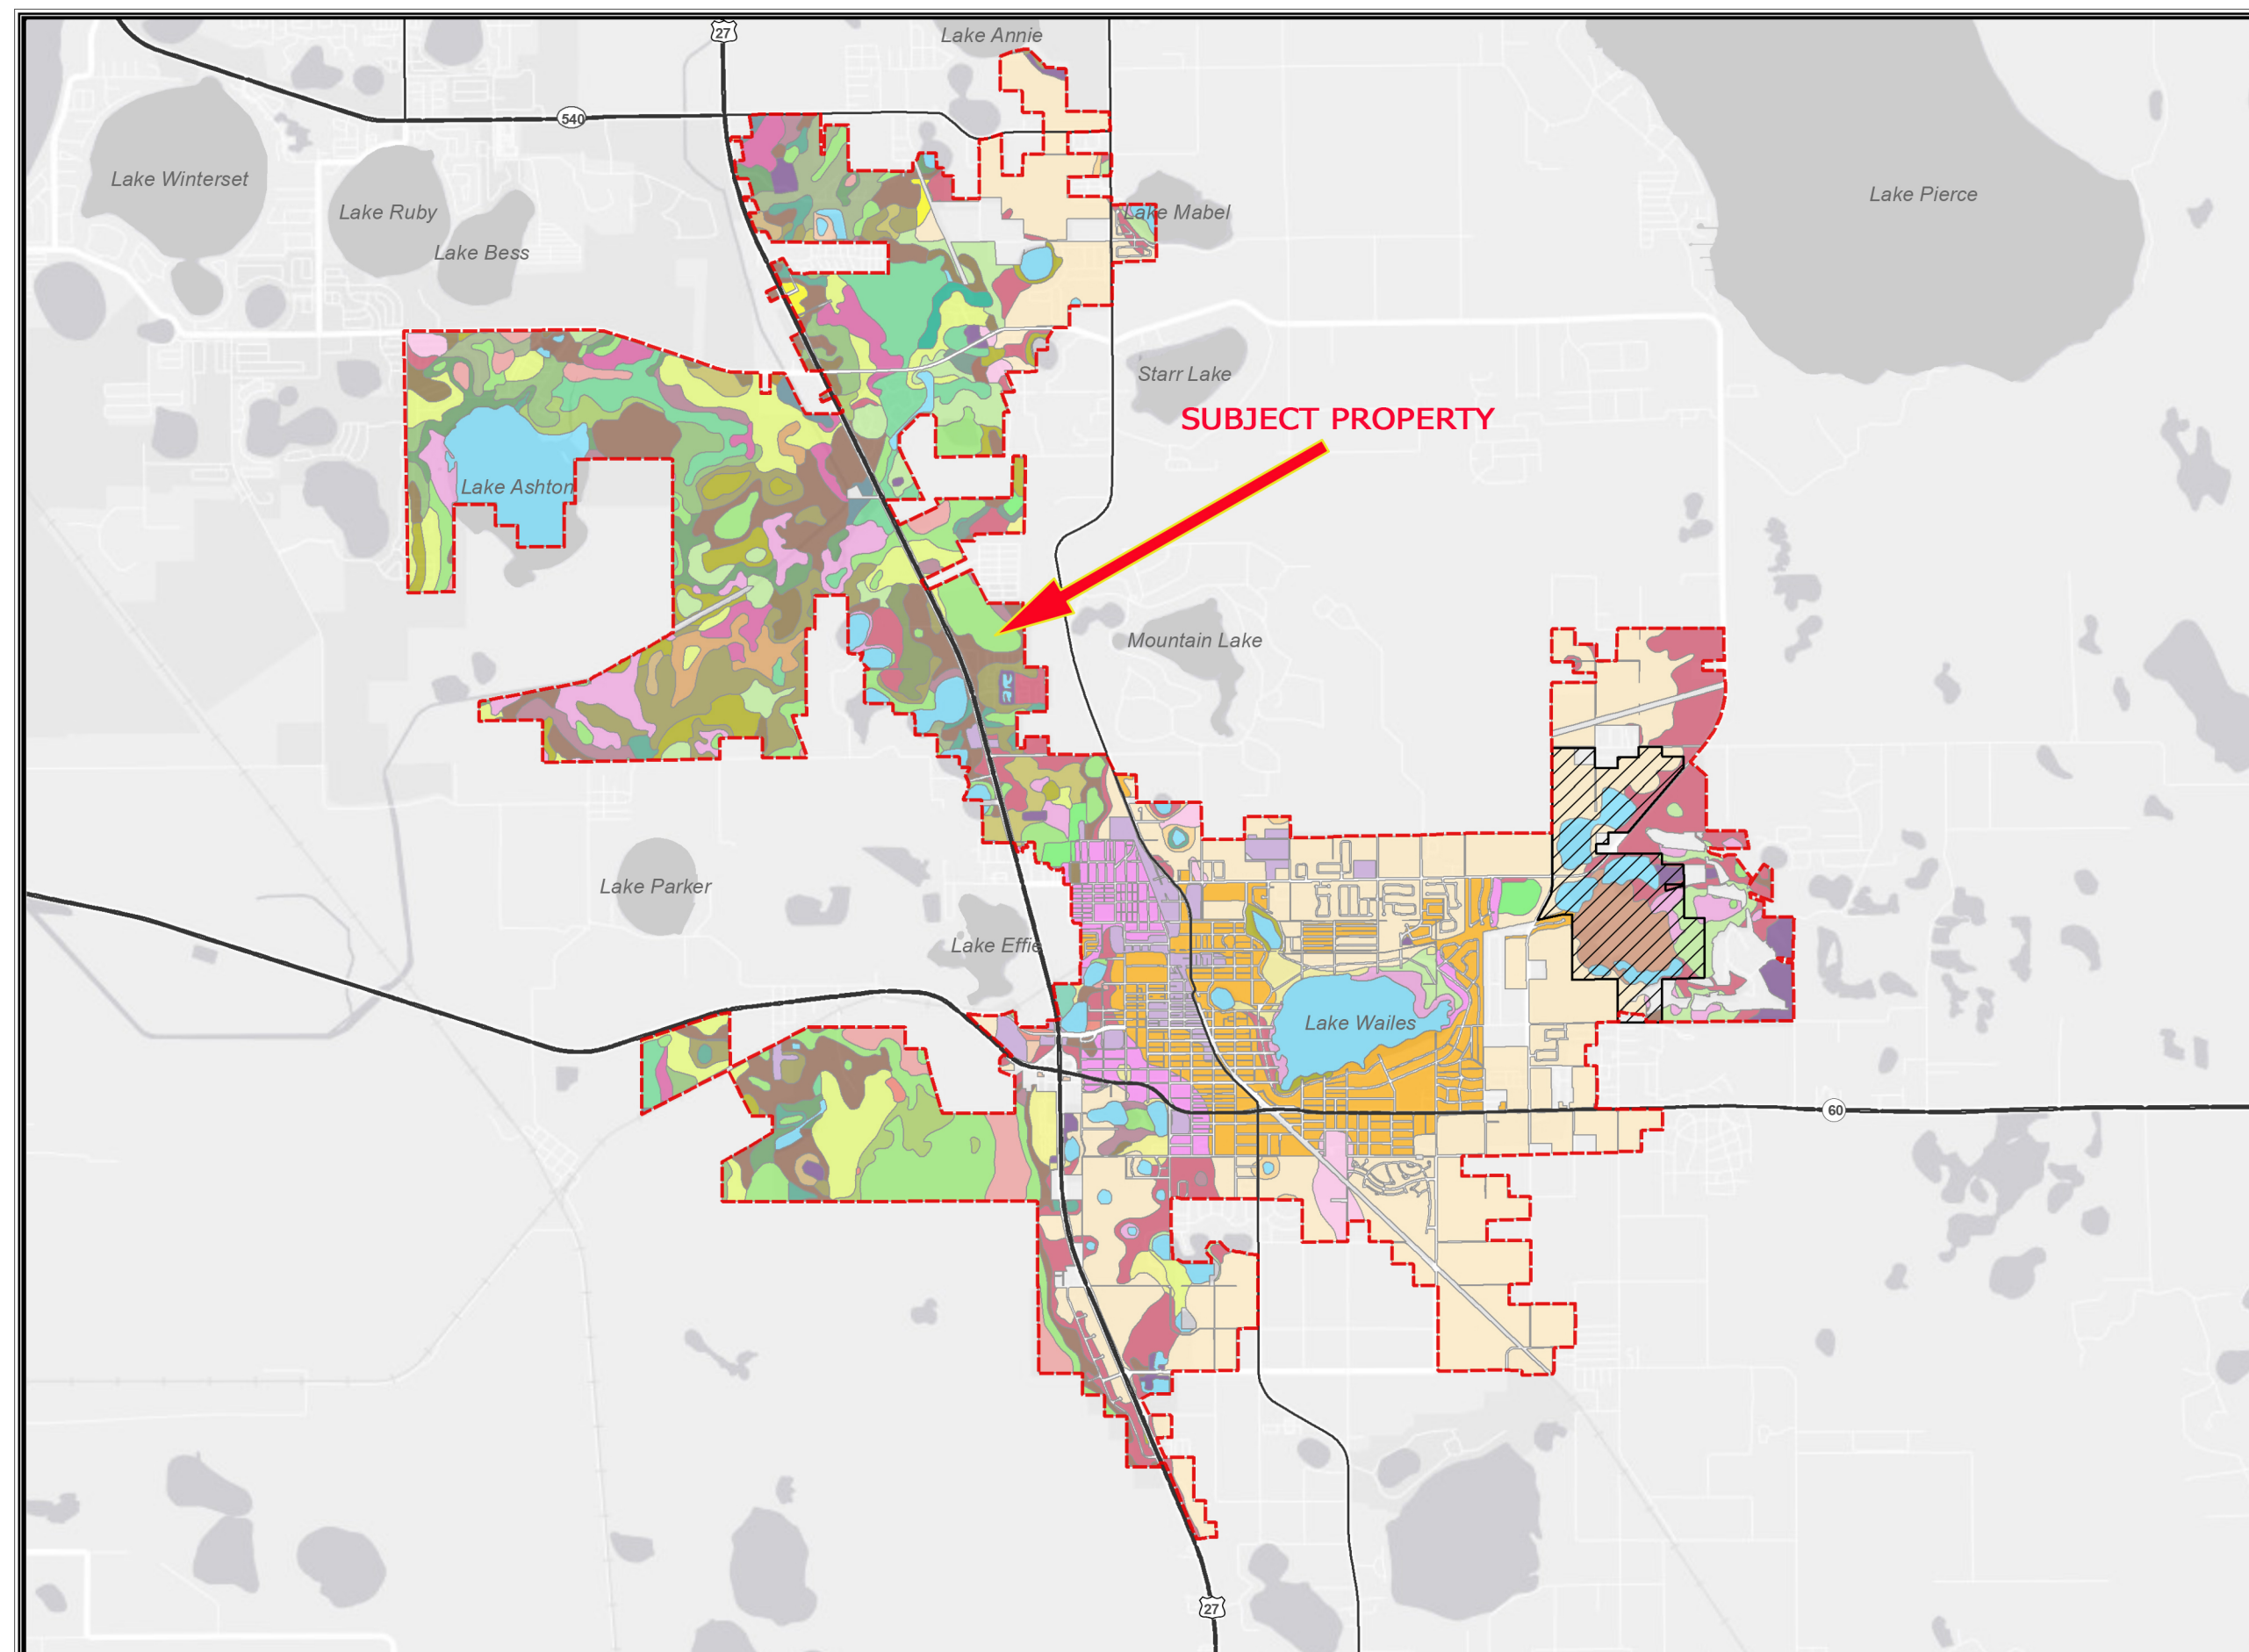 27
Lake Annie
540
Lake Winterset
Lake Ruby
Lake Bess
Lake Mabel
Lake Pierce
Starr Lake
SUBJECT PROPERTY
Lake Ashton
Mountain Lake
Lake Parker
Lake Effie
Lake Wailes
60
27